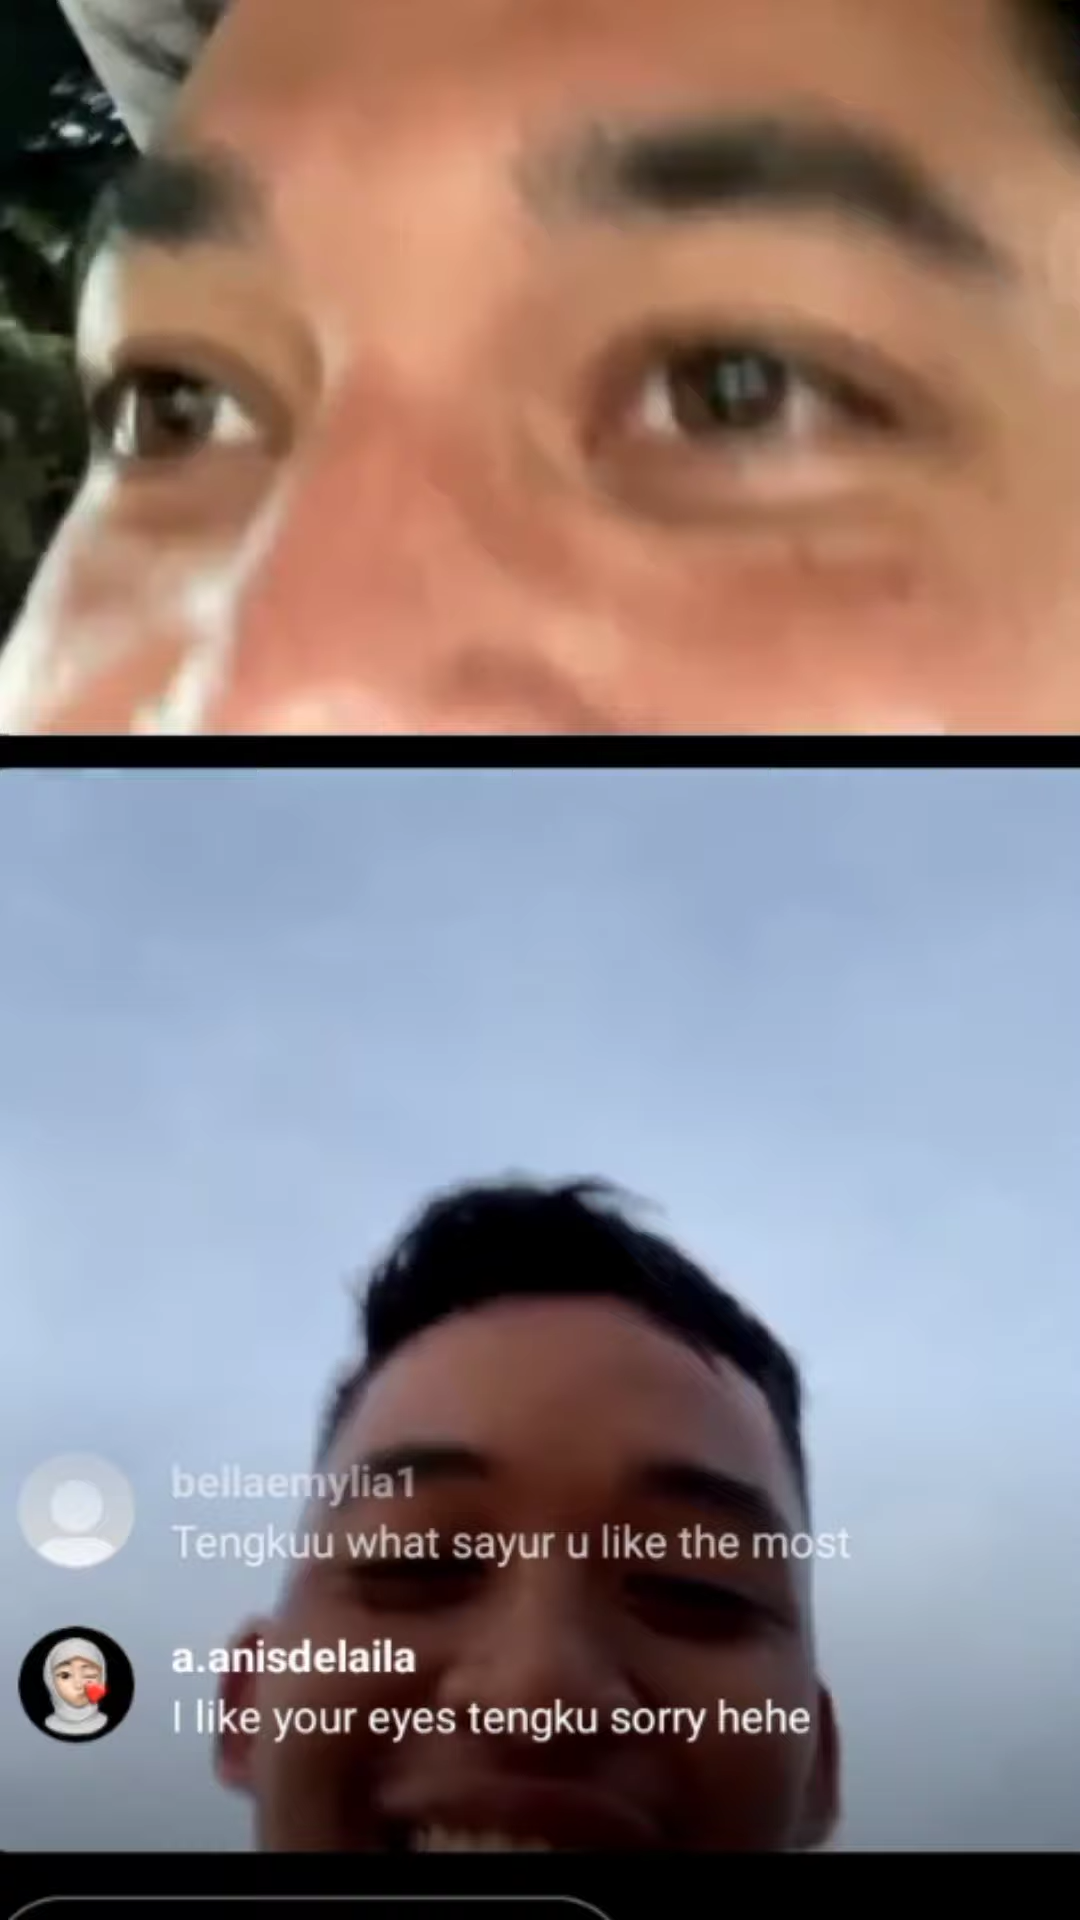 bellaemylia1
Tengkuu what sayur u like the most
a.anisdelaila
I like your eyes tengku sorry hehe